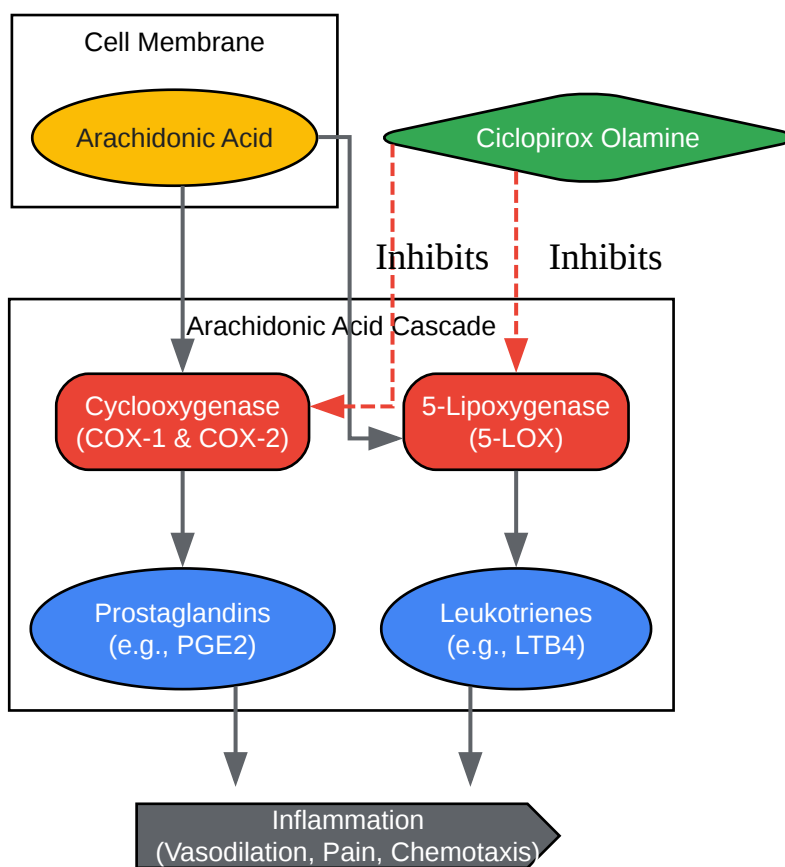 Cell Membrane
Arachidonic Acid
Ciclopirox Olamine
Inhibits
Inhibits
Arachidonic Acid Cascade
Cyclooxygenase
(COX-1 & COX-2)
5-Lipoxygenase
(5-LOX)
Prostaglandins
(e.g., PGE2)
Leukotrienes
(e.g., LTB4)
Inflammation
(Vasodilation, Pain, Chemotaxis)